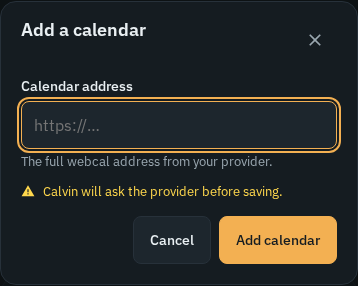 Add a calendar
Calendar address
https://...
The full webcal address from your provider.
Calvin will ask the provider before saving.
Cancel
Add calendar